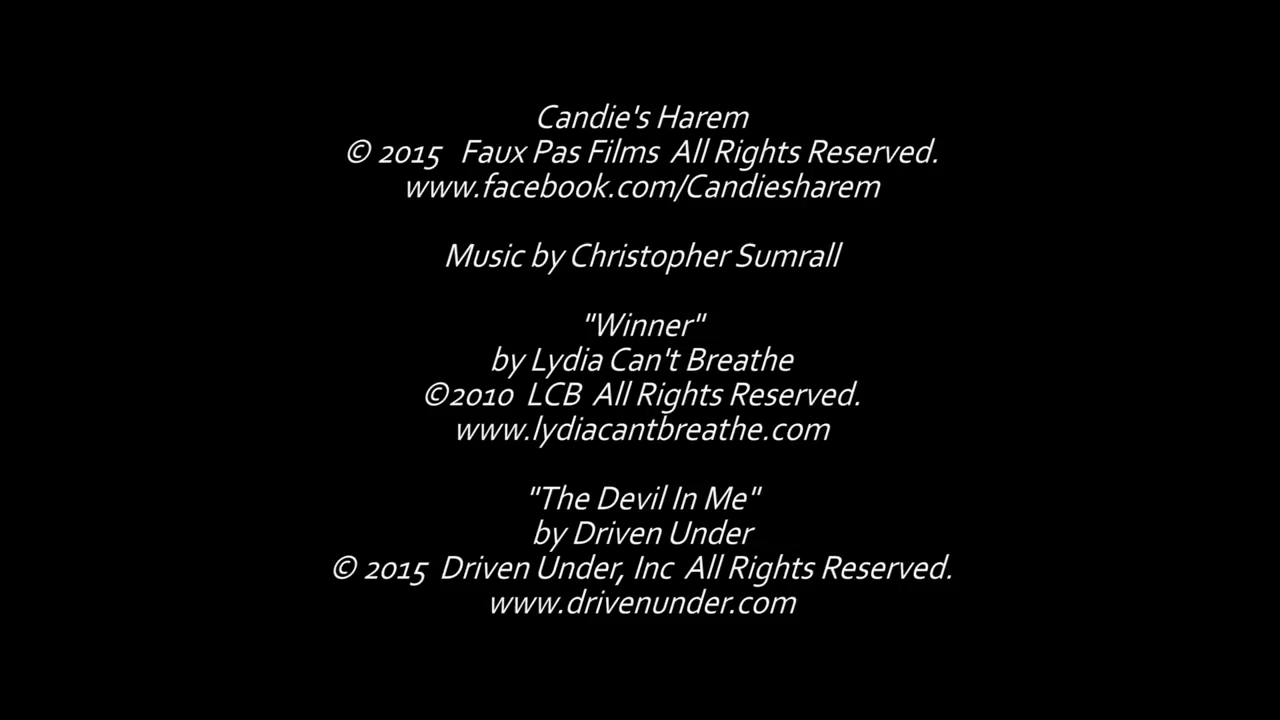 Candie's Harem
© 2015 Faux Pas Films All Rights Reserved.
www.facebook.com/Candiesharem
Music by Christopher Sumrall
"Winner"
by Lydia Can't Breathe
©2010 LCB All Rights Reserved.
www.lydiacantbreathe.com
"The Devil In Me"
by Driven Under
© 2015 Driven Under, Inc All Rights Reserved.
www.drivenunder.com